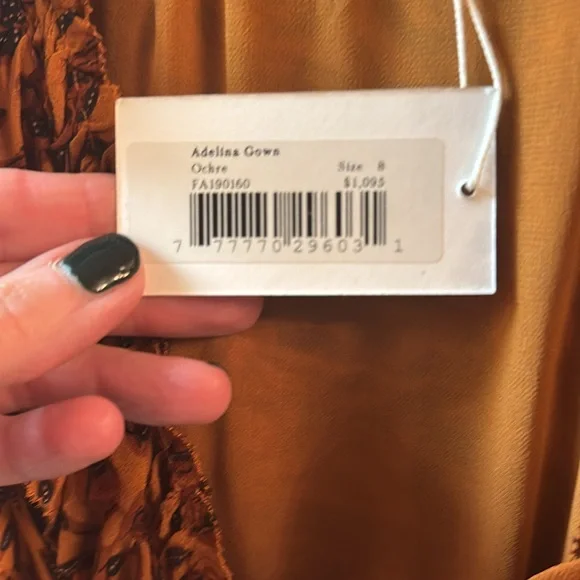 Adelina Gown
Ochre Size 8
FA190160 $1,095
7 77770 29603 1